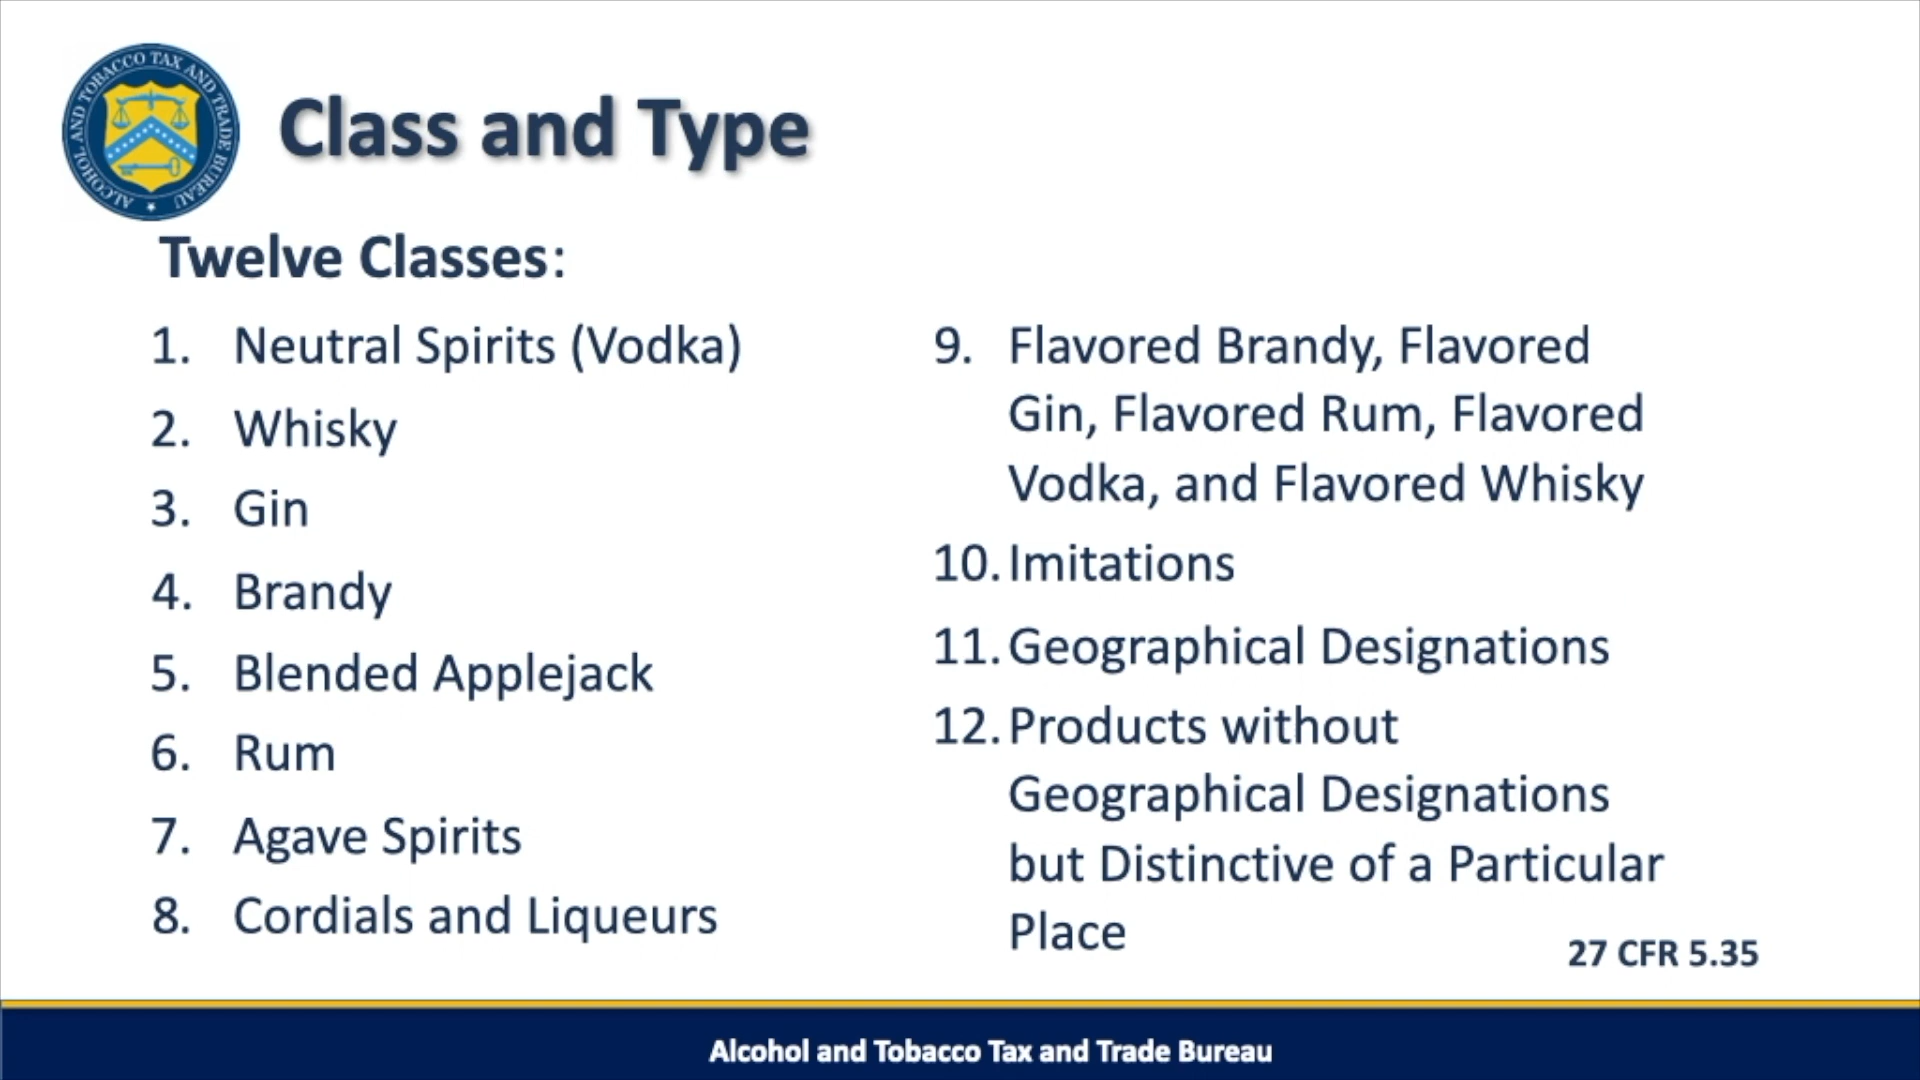 ALCOHOL AND TOBACCO TAX AND TRADE BUREAU
Class and Type
Twelve Classes:
1. Neutral Spirits (Vodka)
2. Whisky
3. Gin
4. Brandy
5. Blended Applejack
6. Rum
7. Agave Spirits
8. Cordials and Liqueurs
9. Flavored Brandy, Flavored
Gin, Flavored Rum, Flavored
Vodka, and Flavored Whisky
10. Imitations
11. Geographical Designations
12. Products without
Geographical Designations
but Distinctive of a Particular
Place
27 CFR 5.35
Alcohol and Tobacco Tax and Trade Bureau